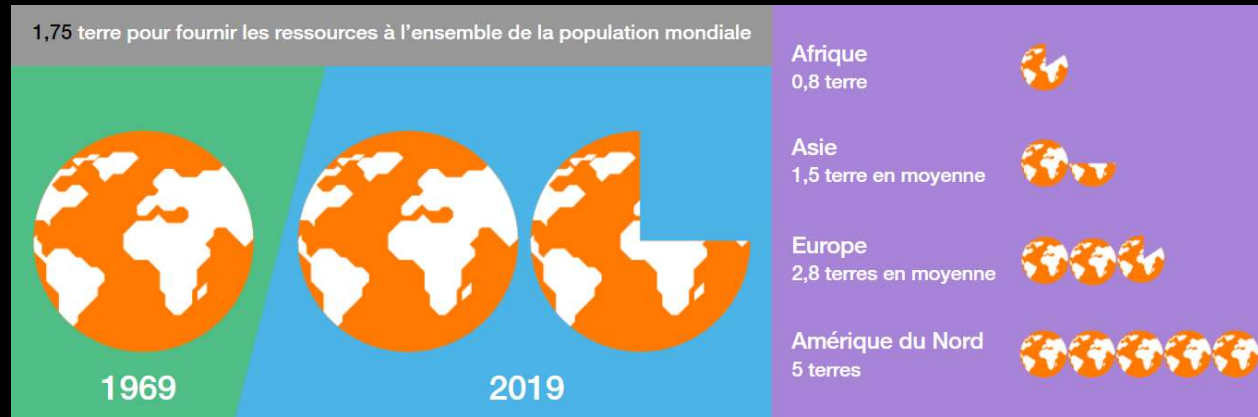 1,75 terre pour fournir les ressources à l'ensemble de la population mondiale
1969
2019
Afrique
0,8 terre
Asie
1,5 terre en moyenne
Europe
2,8 terres en moyenne
Amérique du Nord
5 terres